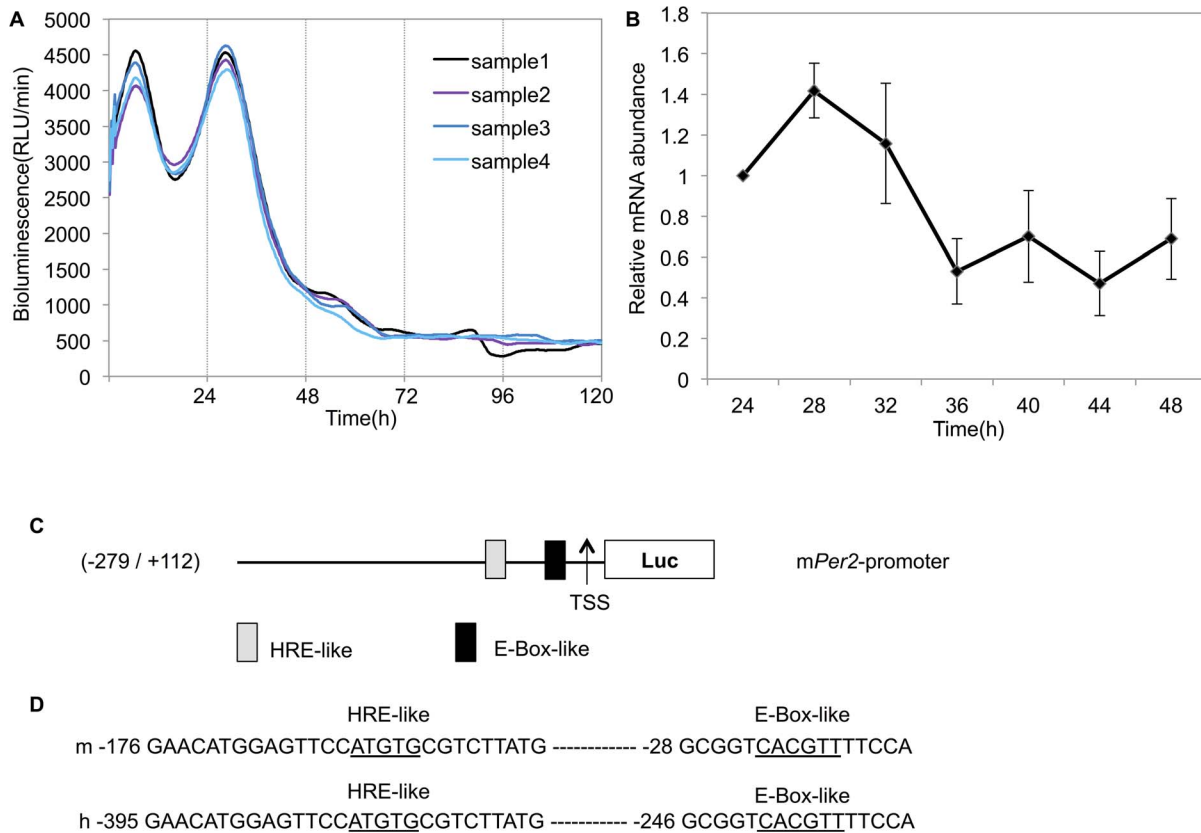 A
Bioluminescence(RLU/min)
5000
4500
4000
3500
3000
2500
2000
1500
1000
500
0
24
48
72
96
120
Time(h)
sample1
sample2
sample3
sample4
B
Relative mRNA abundance
1.8
1.6
1.4
1.2
1
0.8
0.6
0.4
0.2
0
24
28
32
36
40
44
48
Time(h)
C
(-279 / +112)
Luc
mPer2-promoter
TSS
HRE-like
E-Box-like
D
HRE-like
E-Box-like
m -176 GAACATGGAGTTCCATGTGCGTCTTATG ------------ -28 GCGGTCACGTTTTCCA
HRE-like
E-Box-like
h -395 GAACATGGAGTTCCATGTGCGTCTTATG ----------- -246 GCGGTCACGTTTTCCA